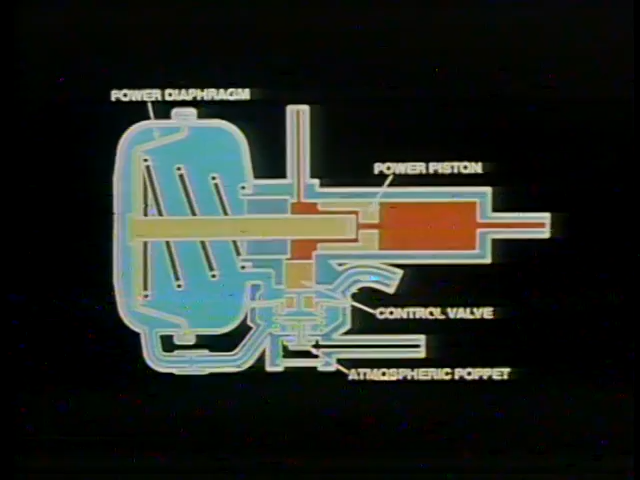 POWER DIAPHRAGM
POWER PISTON
CONTROL VALVE
ATMOSPHERIC POPPET